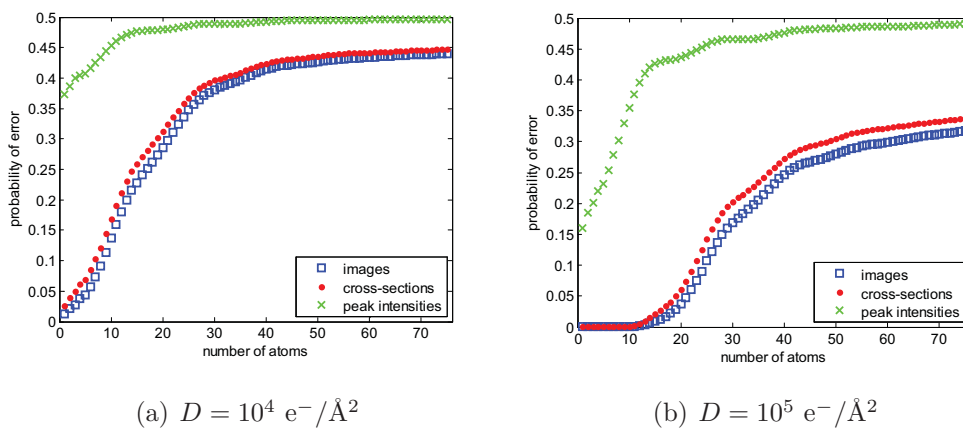 0.5
0.45
0.4
0.35
0.3
0.25
0.2
0.15
0.1
0.05
0
probability of error
0 10 20 30 40 50 60 70
number of atoms
images
cross-sections
peak intensities
(a) D = 10⁴ e⁻/Å²
0.5
0.45
0.4
0.35
0.3
0.25
0.2
0.15
0.1
0.05
0
probability of error
0 10 20 30 40 50 60 70
number of atoms
images
cross-sections
peak intensities
(b) D = 10⁵ e⁻/Å²